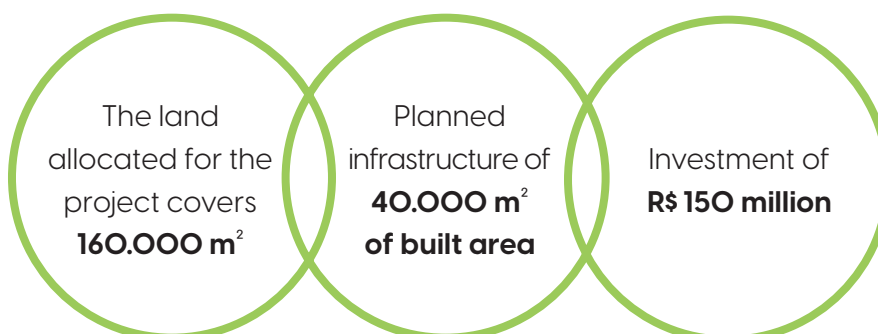 The land
allocated for the
project covers
160.000 m²
Planned
infrastructure of
40.000 m²
of built area
Investment of
R$ 150 million